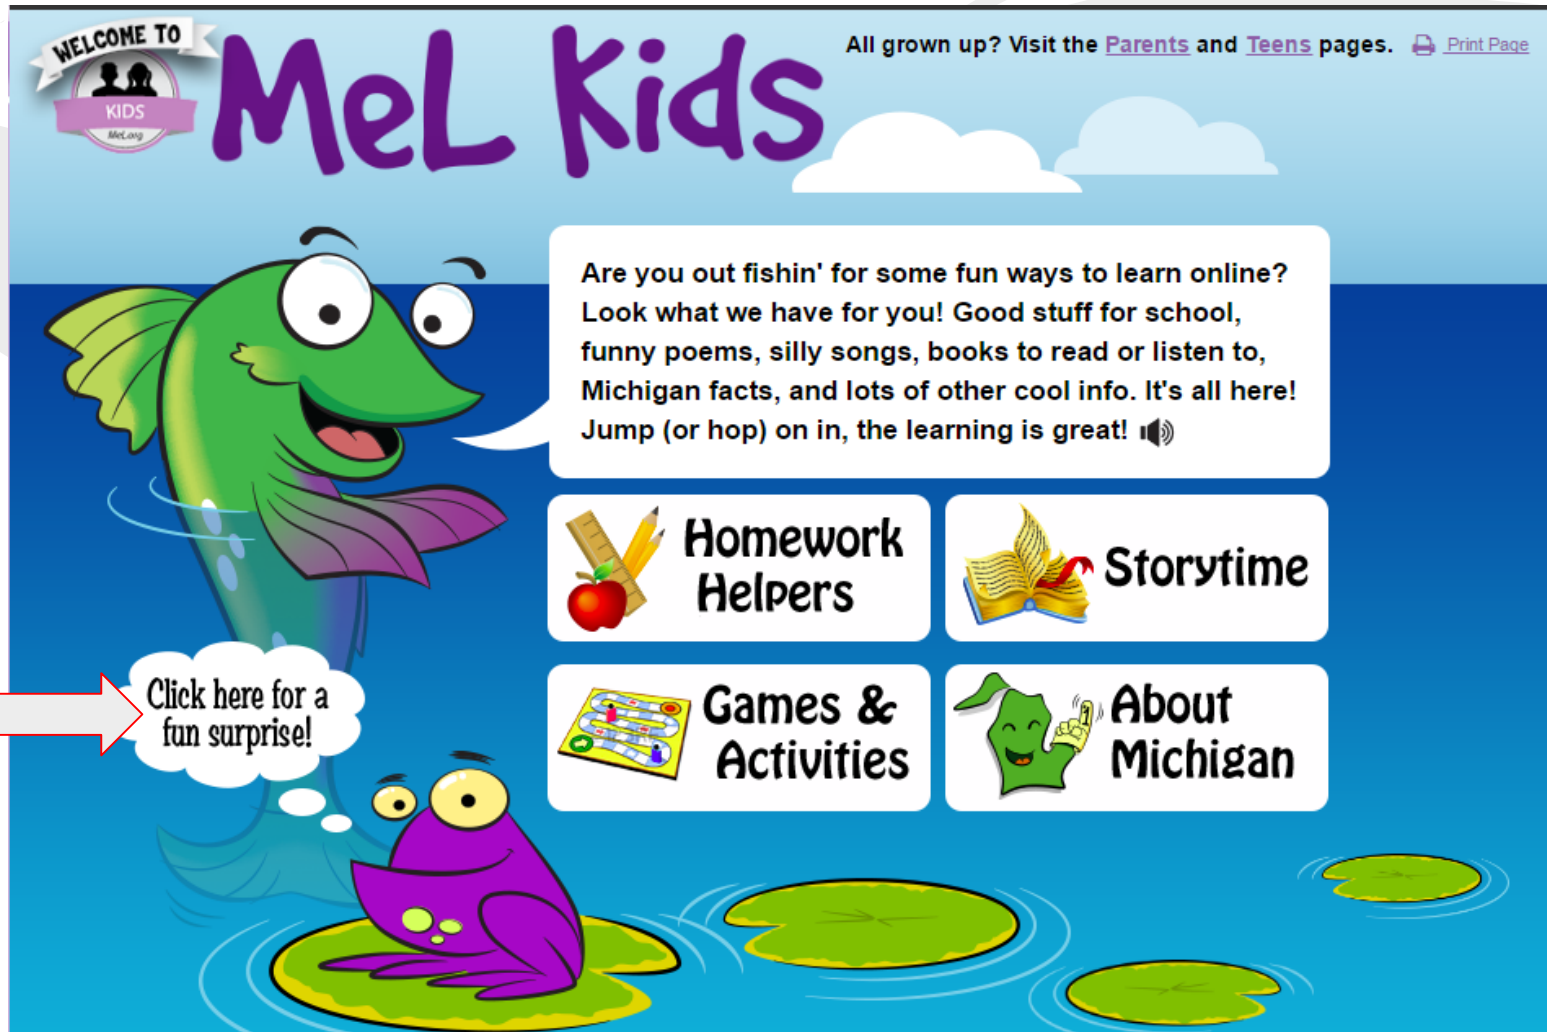 WELCOME TO
KIDS
MeL.org
MeL Kids
All grown up? Visit the Parents and Teens pages. Print Page
Are you out fishin' for some fun ways to learn online?
Look what we have for you! Good stuff for school,
funny poems, silly songs, books to read or listen to,
Michigan facts, and lots of other cool info. It's all here!
Jump (or hop) on in, the learning is great!
Homework
Helpers
Storytime
Click here for a
fun surprise!
Games &
Activities
1
About
Michigan